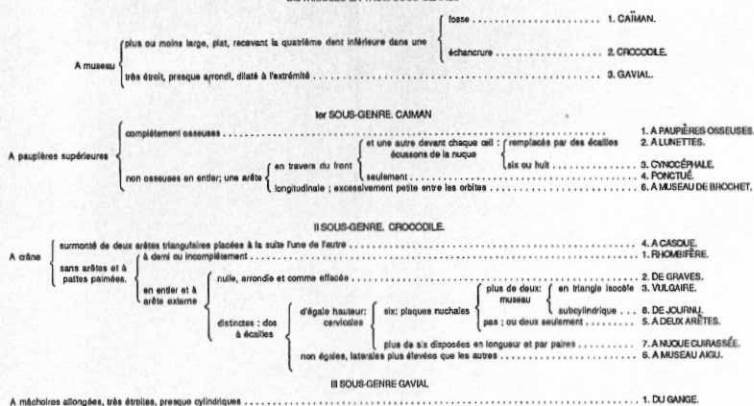 fosse ........ 1. CAÏMAN.
plus ou moins large, plat, recevant la quatrième dent inférieure dans une
échancrure ........ 2. CROCODILE.
A museau
très étroit, presque arrondi, dilaté à l'extrémité ........ 3. GAVIAL.
Ier SOUS-GENRE. CAIMAN
complètement osseuses ........ 1. A PAUPIÈRES OSSEUSES.
et une autre devant chaque œil : remplacés par des écailles 2. A LUNETTES.
écussons de la nuque
A paupières supérieures
en travers du front
six ou huit ........ 3. CYNOCÉPHALE.
non osseuses en entier; une arête
seulement ........ 4. PONCTUÉ.
longitudinale ; excessivement petite entre les orbites ........ 6. A MUSEAU DE BROCHET.
II SOUS-GENRE. CROCODILE.
surmonté de deux arêtes triangulaires placées à la suite l'une de l'autre ........ 4. A CASQUE.
A crâne
à demi ou incomplètement ........ 1. RHOMBIFÈRE.
sans arêtes et à
pattes palmées.
nulle, arrondie et comme effacée ........ 2. DE GRAVES.
en entier et à
arête externe
plus de deux: en triangle isocèle 3. VULGAIRE.
museau
d'égale hauteur: six: plaques nuchales
cervicales
subcylindrique ... 8. DE JOURNU.
distinctes : dos
à écailles
pas ; ou deux seulement ........ 5. A DEUX ARÊTES.
plus de six disposées en longueur et par paires ........ 7. A NUQUE CUIRASSÉE.
non égales, laterales plus élevées que les autres ........ 6. A MUSEAU AIGU.
III SOUS-GENRE GAVIAL
A mâchoires allongées, très étroites, presque cylindriques ........ 1. DU GANGE.